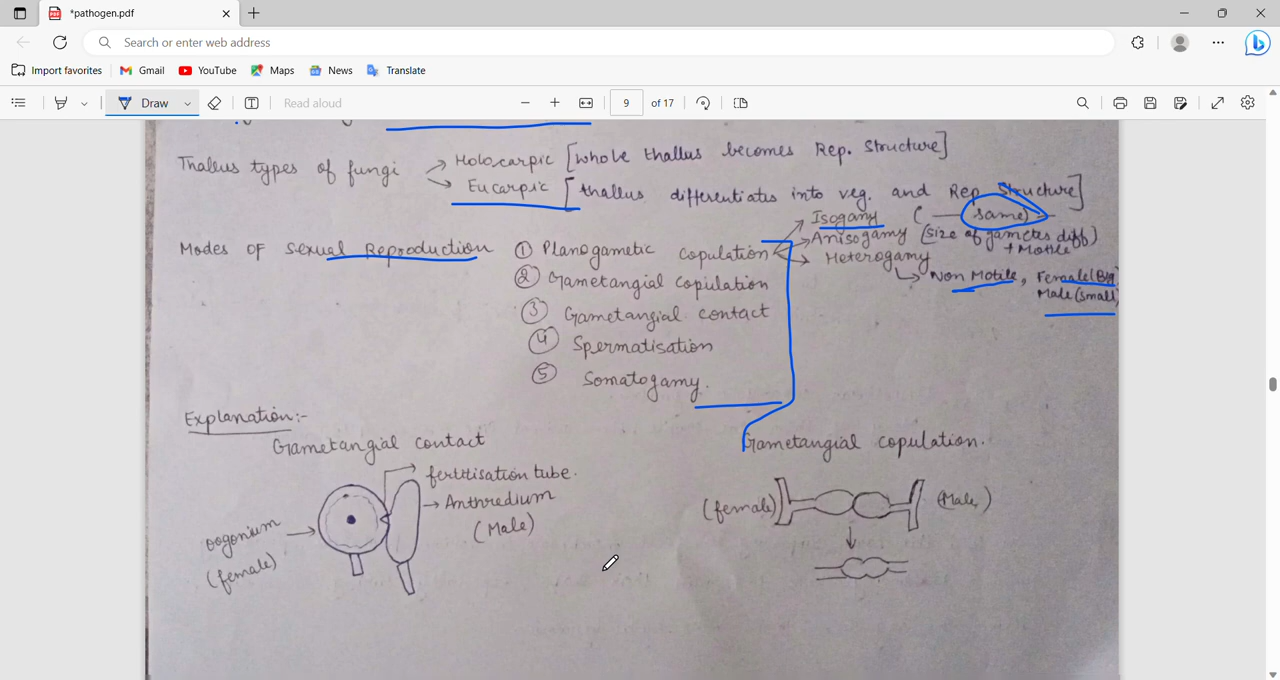 *pathogen.pdf
Search or enter web address
Import favorites Gmail YouTube Maps News Translate
Draw Read aloud 9 of 17
Thallus types of fungi → Holocarpic [whole thallus becomes Rep. Structure]
→ Eucarpic [thallus differentiates into veg. and Rep Structure]
Modes of Sexual Reproduction ① Planogametic copulation
→ Isogamy ( — same) —
→ Anisogamy (size of gametes diff)
+ Motile
→ Heterogamy
↳ Non Motile, Female(Big)
Male(small)
② Gametangial copulation
③ Gametangial contact
④ Spermatisation
⑤ Somatogamy.
Explanation:-
Gametangial contact
fertilisation tube.
→ Anthredium
(Male)
oogonium →
(female)
Gametangial copulation.
(female) (Male)